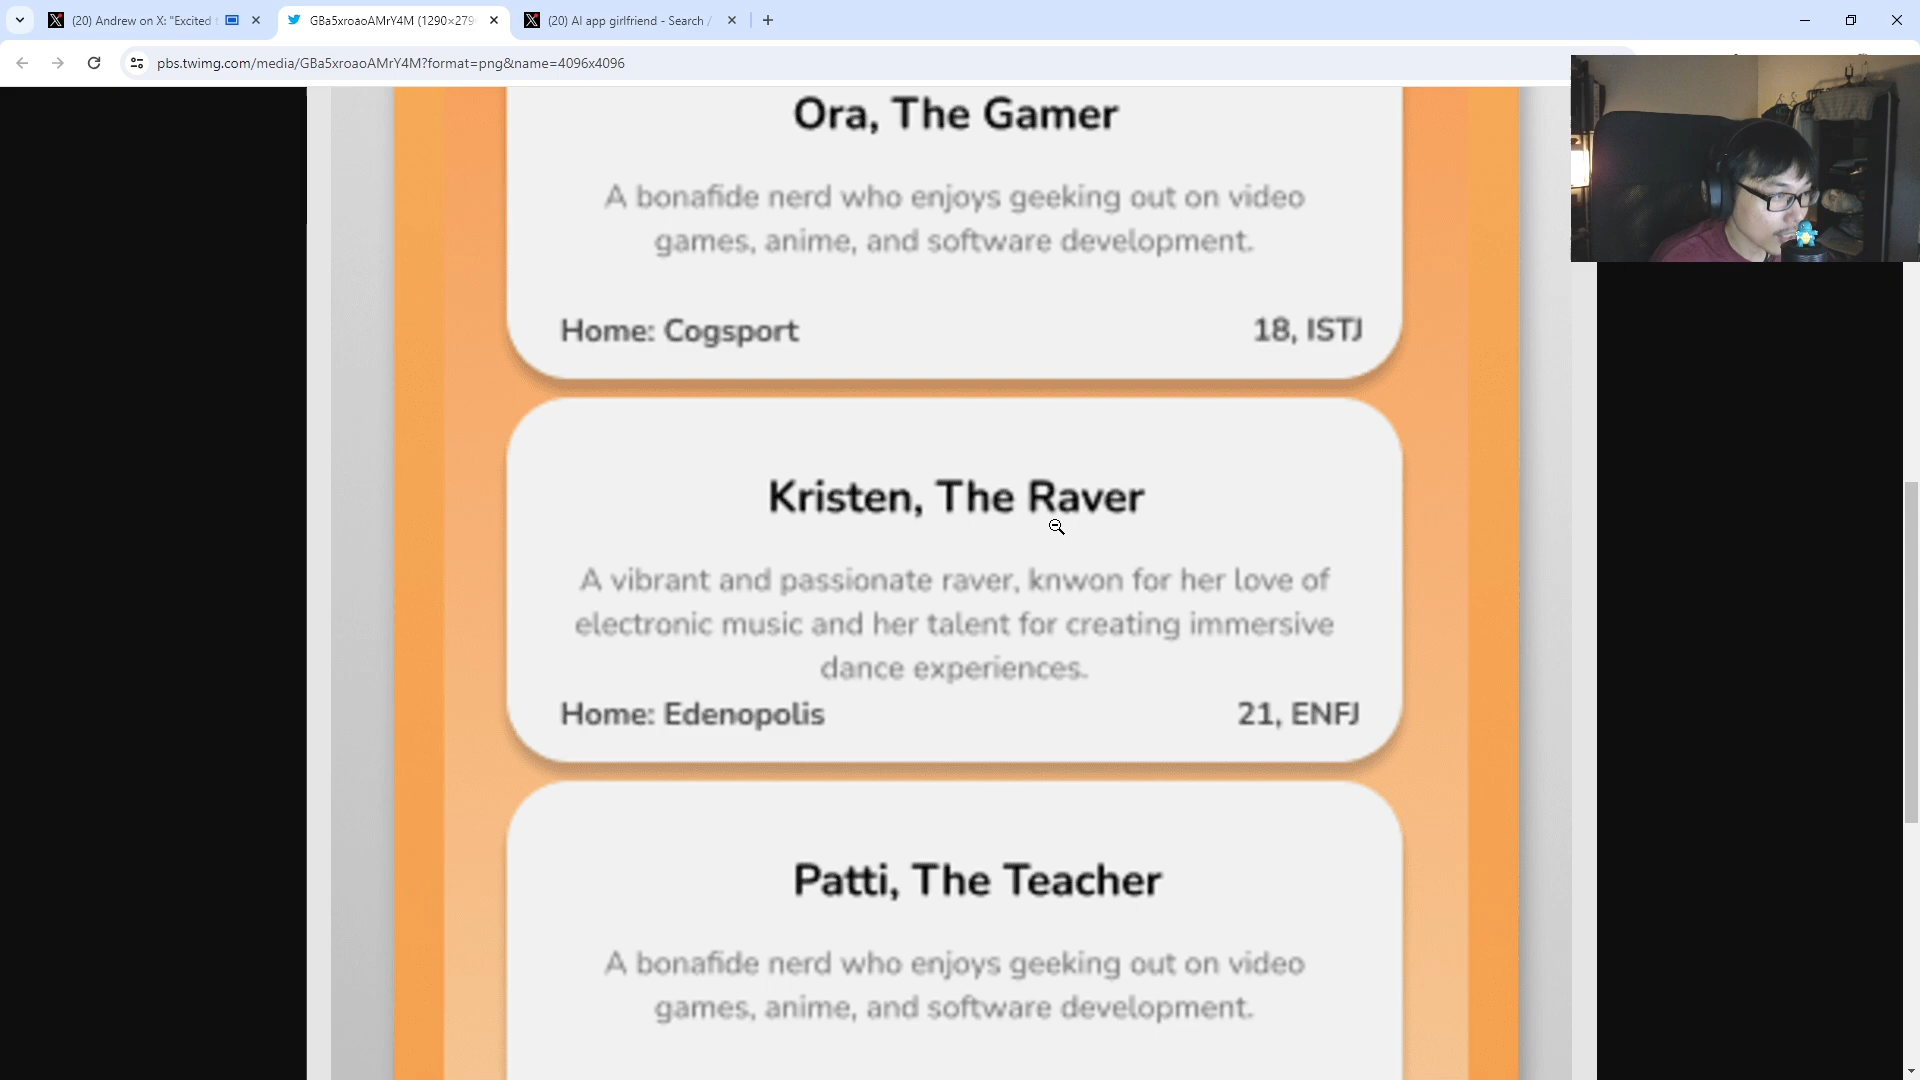 (20) Andrew on X: "Excited
GBa5xroaoAMrY4M (1290×279
(20) AI app girlfriend - Search /
pbs.twimg.com/media/GBa5xroaoAMrY4M?format=png&name=4096x4096
Ora, The Gamer
A bonafide nerd who enjoys geeking out on video
games, anime, and software development.
Home: Cogsport
18, ISTJ
Kristen, The Raver
A vibrant and passionate raver, knwon for her love of
electronic music and her talent for creating immersive
dance experiences.
Home: Edenopolis
21, ENFJ
Patti, The Teacher
A bonafide nerd who enjoys geeking out on video
games, anime, and software development.